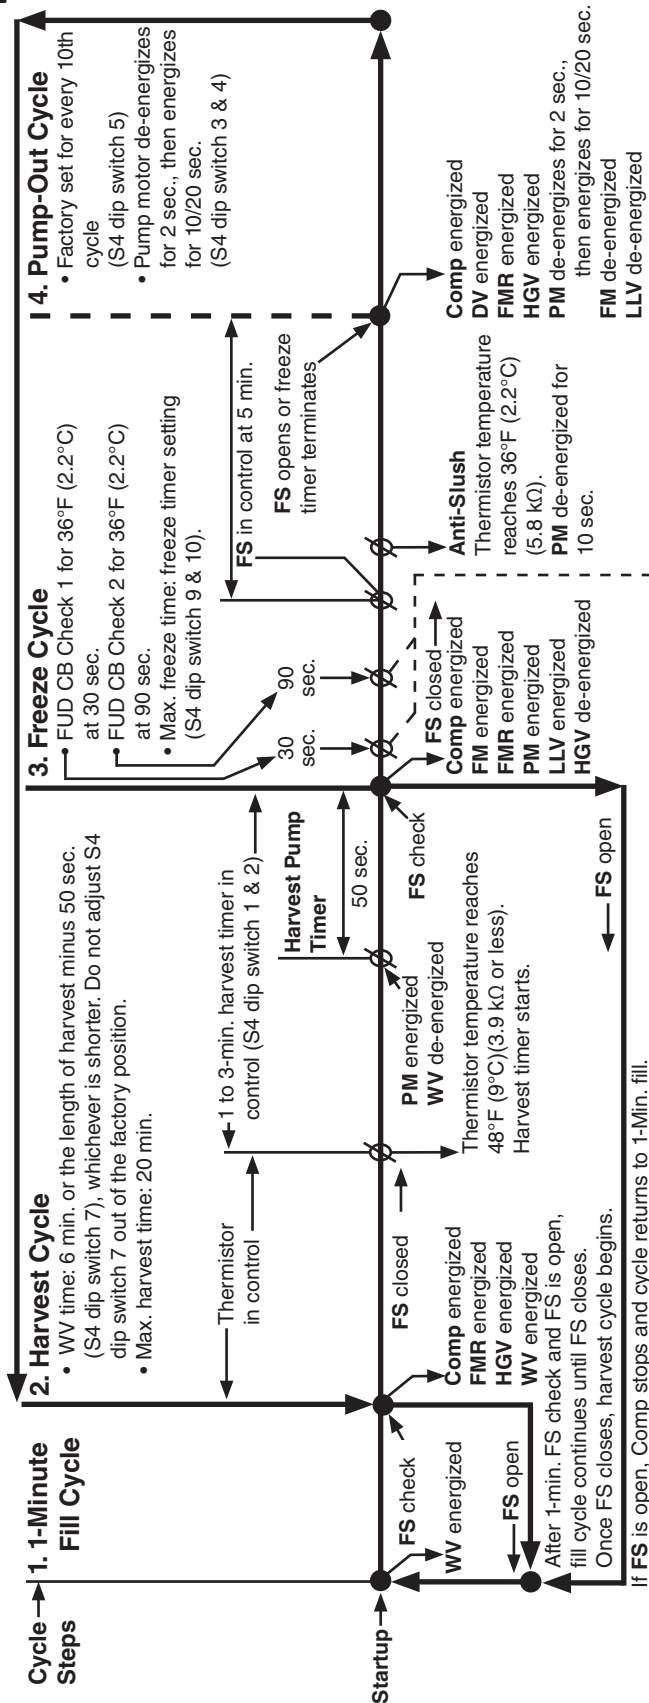 Cycle
Steps
1. 1-Minute
Fill Cycle
2. Harvest Cycle
• WV time: 6 min. or the length of harvest minus 50 sec.
(S4 dip switch 7), whichever is shorter. Do not adjust S4
dip switch 7 out of the factory position.
• Max. harvest time: 20 min.
3. Freeze Cycle
• FUD CB Check 1 for 36°F (2.2°C)
at 30 sec.
• FUD CB Check 2 for 36°F (2.2°C)
at 90 sec.
• Max. freeze time: freeze timer setting
(S4 dip switch 9 & 10).
4. Pump-Out Cycle
• Factory set for every 10th
cycle
(S4 dip switch 5)
• Pump motor de-energizes
for 2 sec., then energizes
for 10/20 sec.
(S4 dip switch 3 & 4)
Thermistor
in control
1 to 3-min. harvest timer in
control (S4 dip switch 1 & 2)
Harvest Pump
Timer
50 sec.
30
sec.
90
sec.
FS in control at 5 min.
FS opens or freeze
timer terminates
Startup
FS check
WV energized
FS open
FS check
Comp energized
FMR energized
HGV energized
WV energized
FS closed
Thermistor temperature reaches
48°F (9°C)(3.9 kΩ or less).
Harvest timer starts.
PM energized
WV de-energized
FS check
FS closed
Comp energized
FM energized
FMR energized
PM energized
LLV energized
HGV de-energized
Anti-Slush
Thermistor temperature
reaches 36°F (2.2°C)
(5.8 kΩ).
PM de-energized for
10 sec.
Comp energized
DV energized
FMR energized
HGV energized
PM de-energizes for 2 sec.,
then energizes for 10/20 sec.
FM de-energized
LLV de-energized
After 1-min. FS check and FS is open,
fill cycle continues until FS closes.
Once FS closes, harvest cycle begins.
FS open
If FS is open, Comp stops and cycle returns to 1-Min. fill.